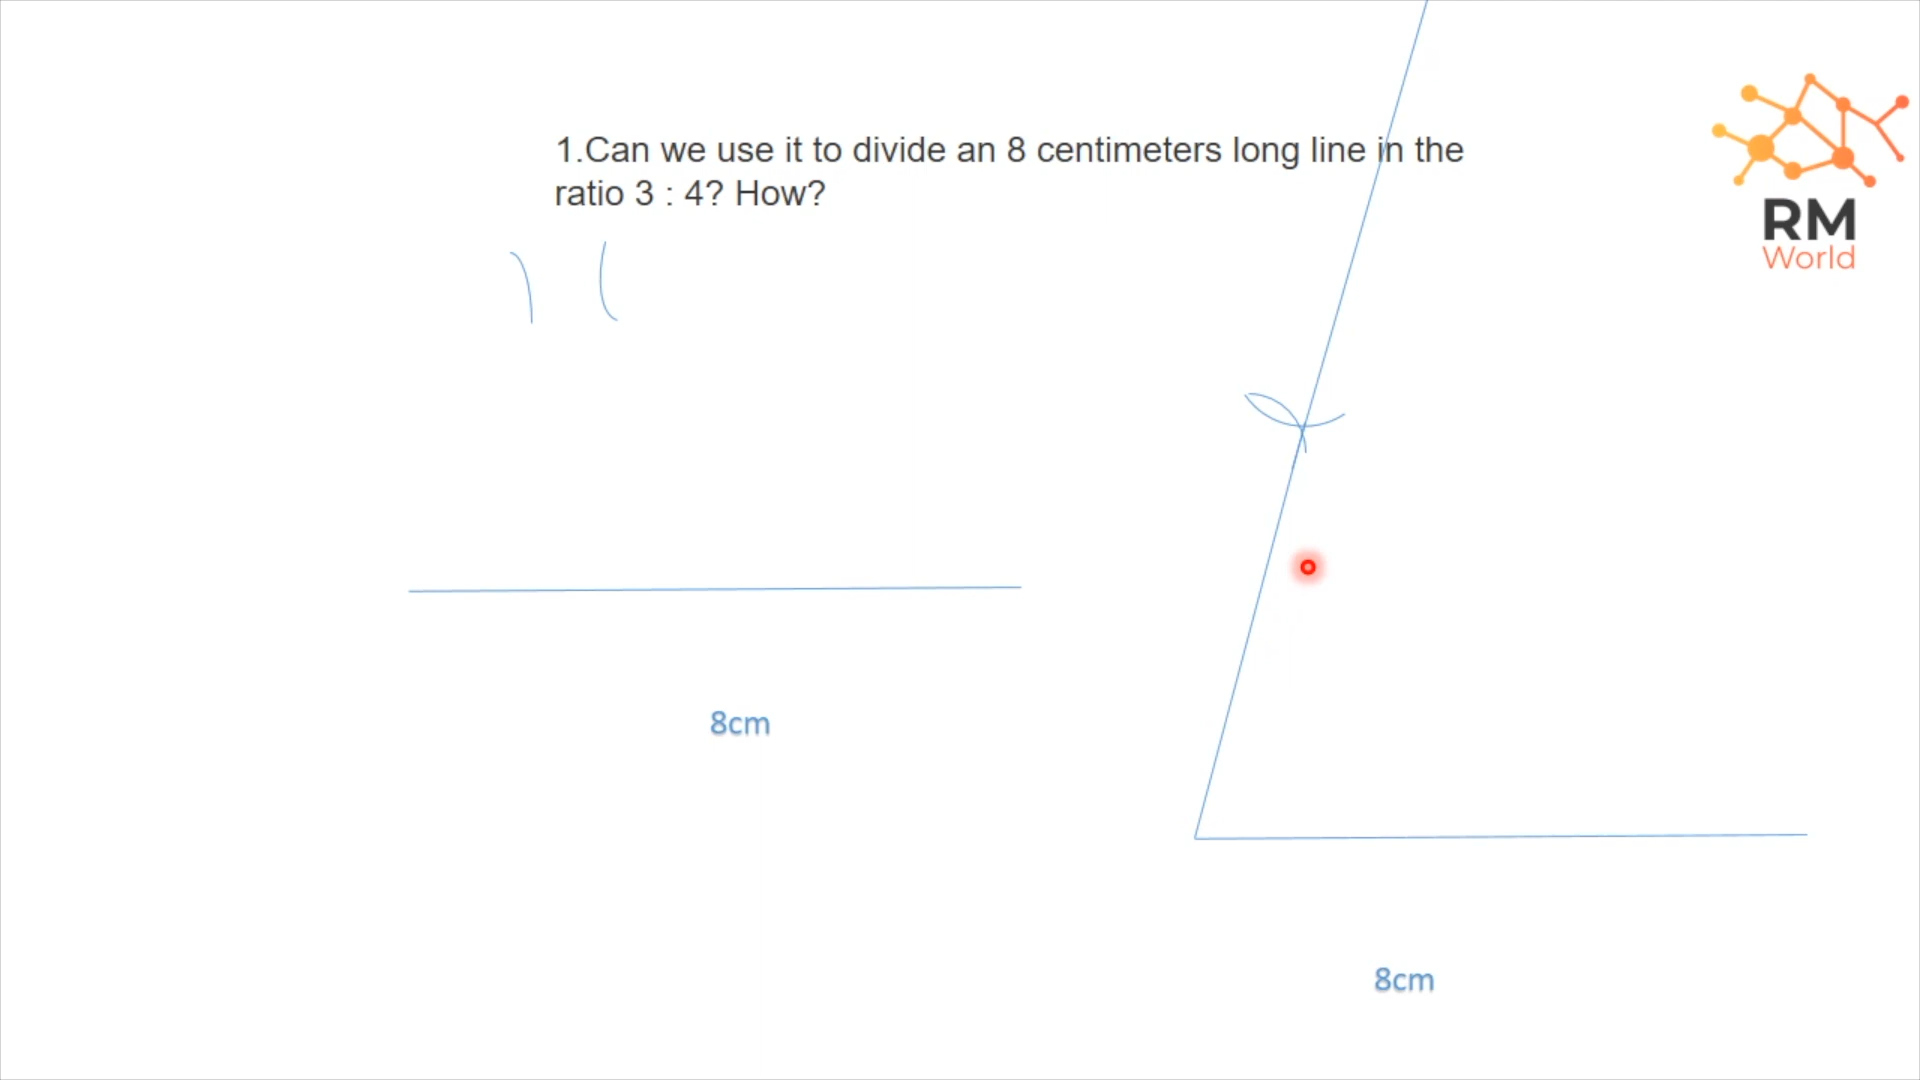 1.Can we use it to divide an 8 centimeters long line in the
ratio 3 : 4? How?
RM
World
8cm
8cm